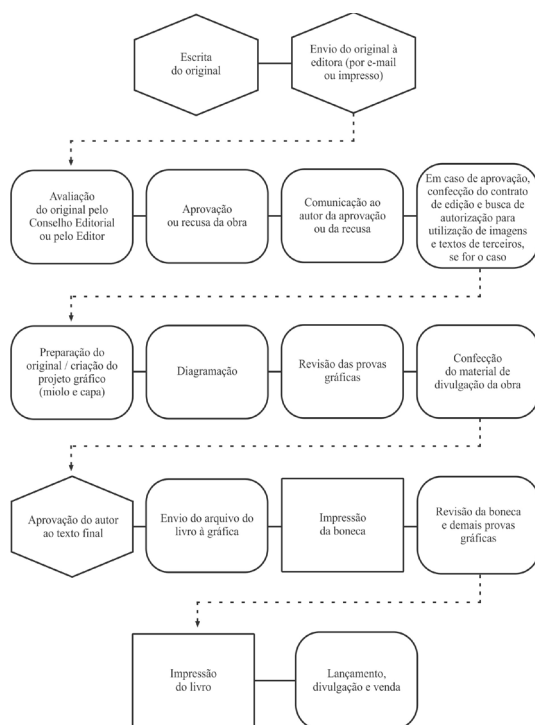 Escrita
do original
Envio do original à
editora (por e-mail
ou impresso)
Avaliação
do original pelo
Conselho Editorial
ou pelo Editor
Aprovação
ou recusa da obra
Comunicação ao
autor da aprovação
ou da recusa
Em caso de aprovação,
confecção do contrato
de edição e busca de
autorização para
utilização de imagens
e textos de terceiros,
se for o caso
Preparação do
original / criação do
projeto gráfico
(miolo e capa)
Diagramação
Revisão das provas
gráficas
Confecção
do material de
divulgação da obra
Aprovação do autor
ao texto final
Envio do arquivo do
livro à gráfica
Impressão
da boneca
Revisão da boneca
e demais provas
gráficas
Impressão
do livro
Lançamento,
divulgação e venda